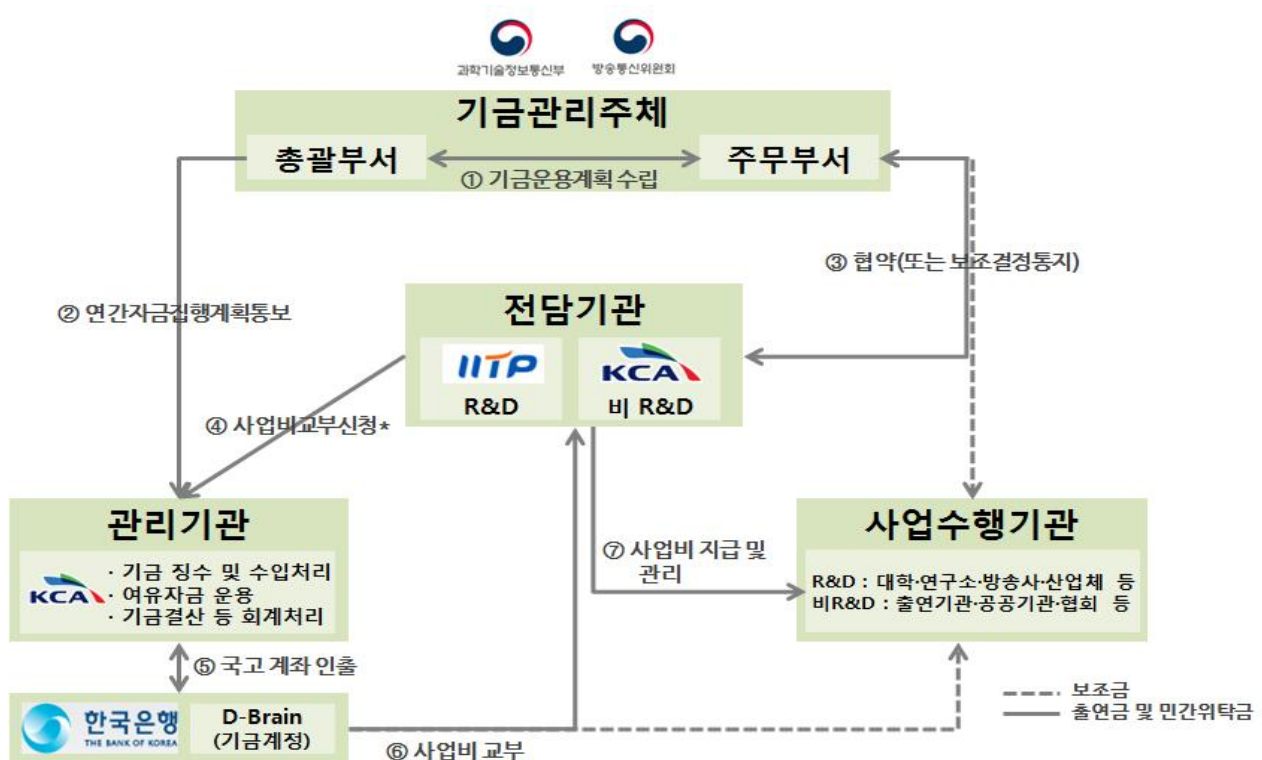 과학기술정보통신부
방송통신위원회
기금관리주체
총괄부서
주무부서
① 기금운용계획 수립
③ 협약(또는 보조결정통지)
② 연간자금집행계획통보
전담기관
IITP
R&D
KCA
비 R&D
④ 사업비교부신청*
관리기관
KCA
· 기금 징수 및 수입처리
· 여유자금 운용
· 기금결산 등 회계처리
⑦ 사업비 지급 및
관리
사업수행기관
R&D : 대학·연구소·방송사·산업체 등
비R&D : 출연기관·공공기관·협회 등
⑤ 국고 계좌 인출
한국은행
THE BANK OF KOREA
D-Brain
(기금계정)
⑥ 사업비 교부
보조금
출연금 및 민간위탁금